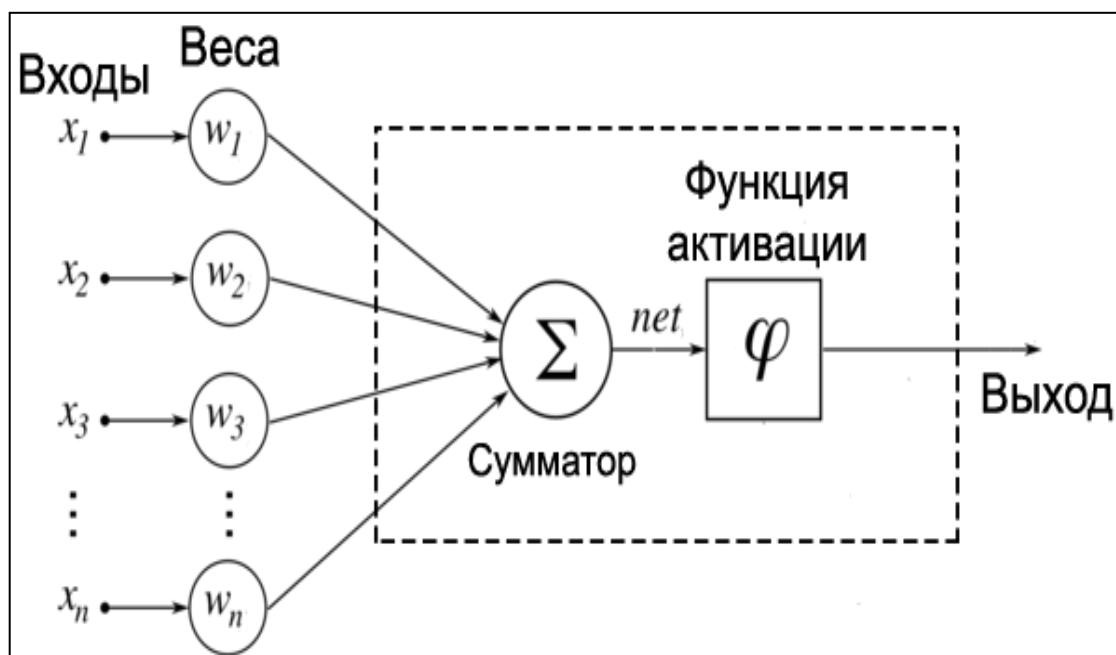 Входы
Веса
x₁
w₁
x₂
w₂
x₃
w₃
⋮
⋮
xₙ
wₙ
Σ
Сумматор
net
Функция
активации
φ
Выход